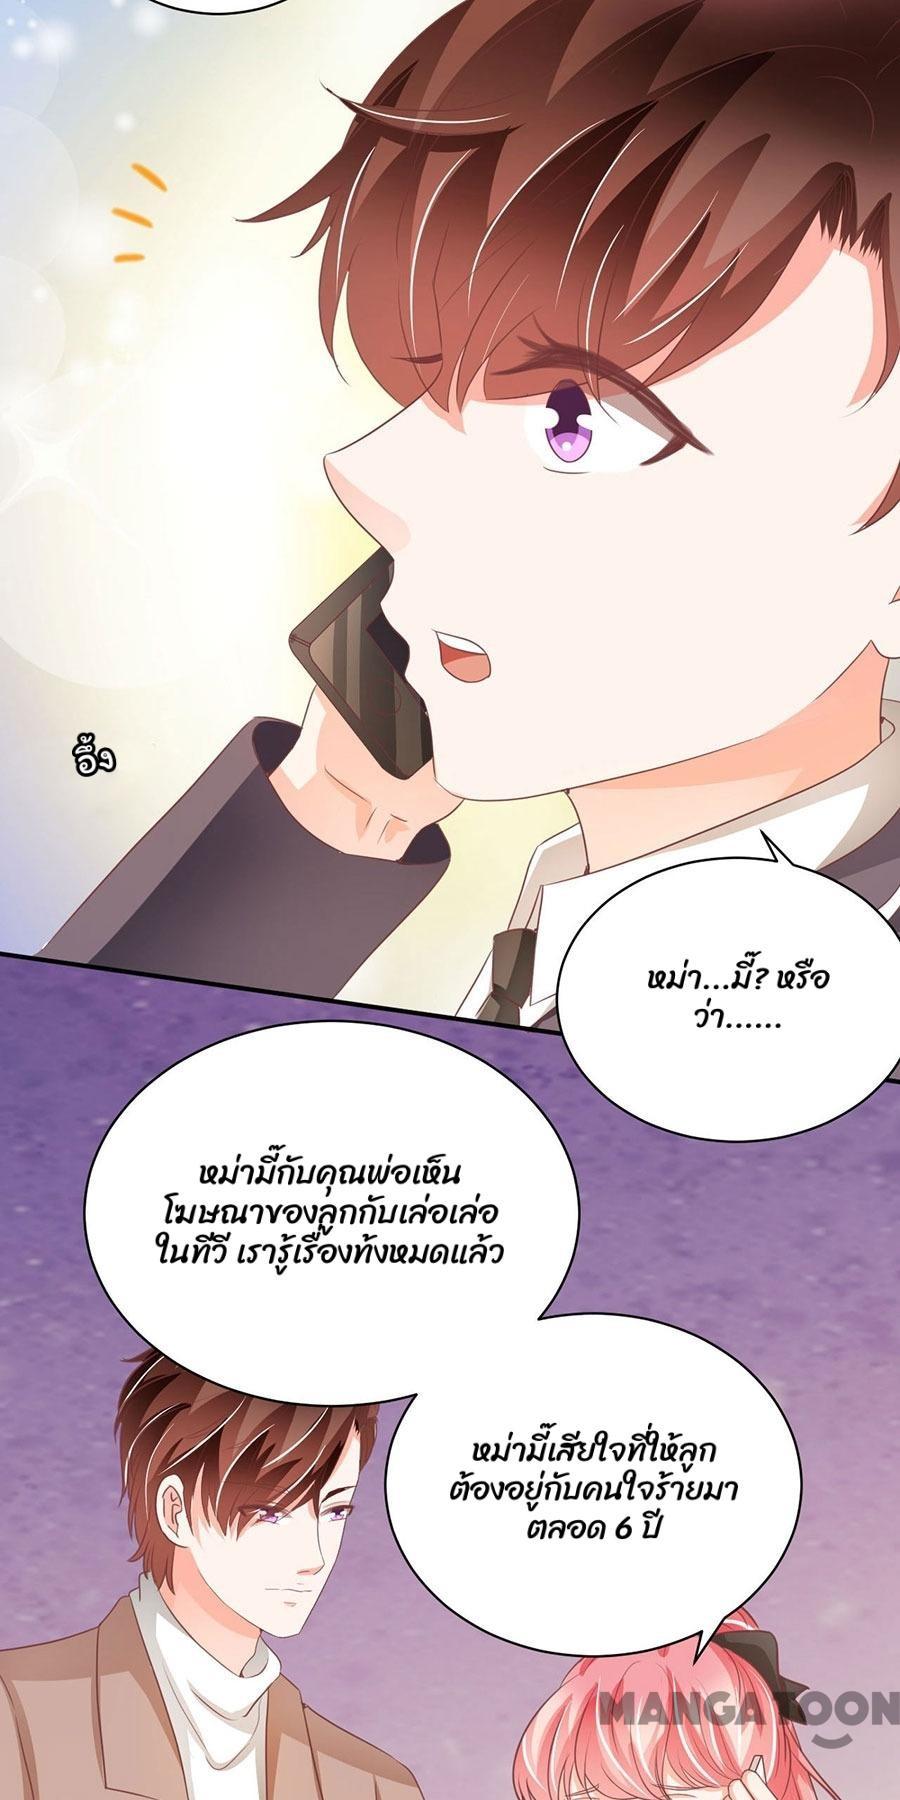 อึ้ง
หม่า...มี๊? หรือ
ว่า......
หม่ามี๊กับคุณพ่อเห็น
โฆษณาของลูกกับเล่อเล่อ
ในทีวี เรารู้เรื่องทั้งหมดแล้ว
หม่ามี๊เสียใจที่ให้ลูก
ต้องอยู่กับคนใจร้ายมา
ตลอด 6 ปี
MANGATOON